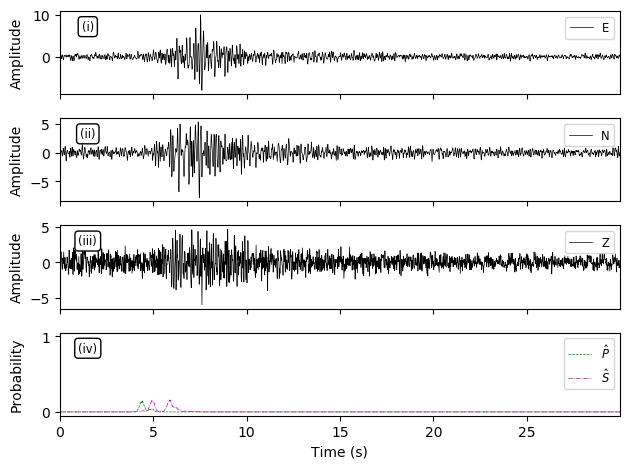 10
(i)
E
Amplitude
0
5
(ii)
N
Amplitude
0
−5
5
(iii)
Z
Amplitude
0
−5
1
(iv)
P̂
Ŝ
Probability
0
0 5 10 15 20 25
Time (s)